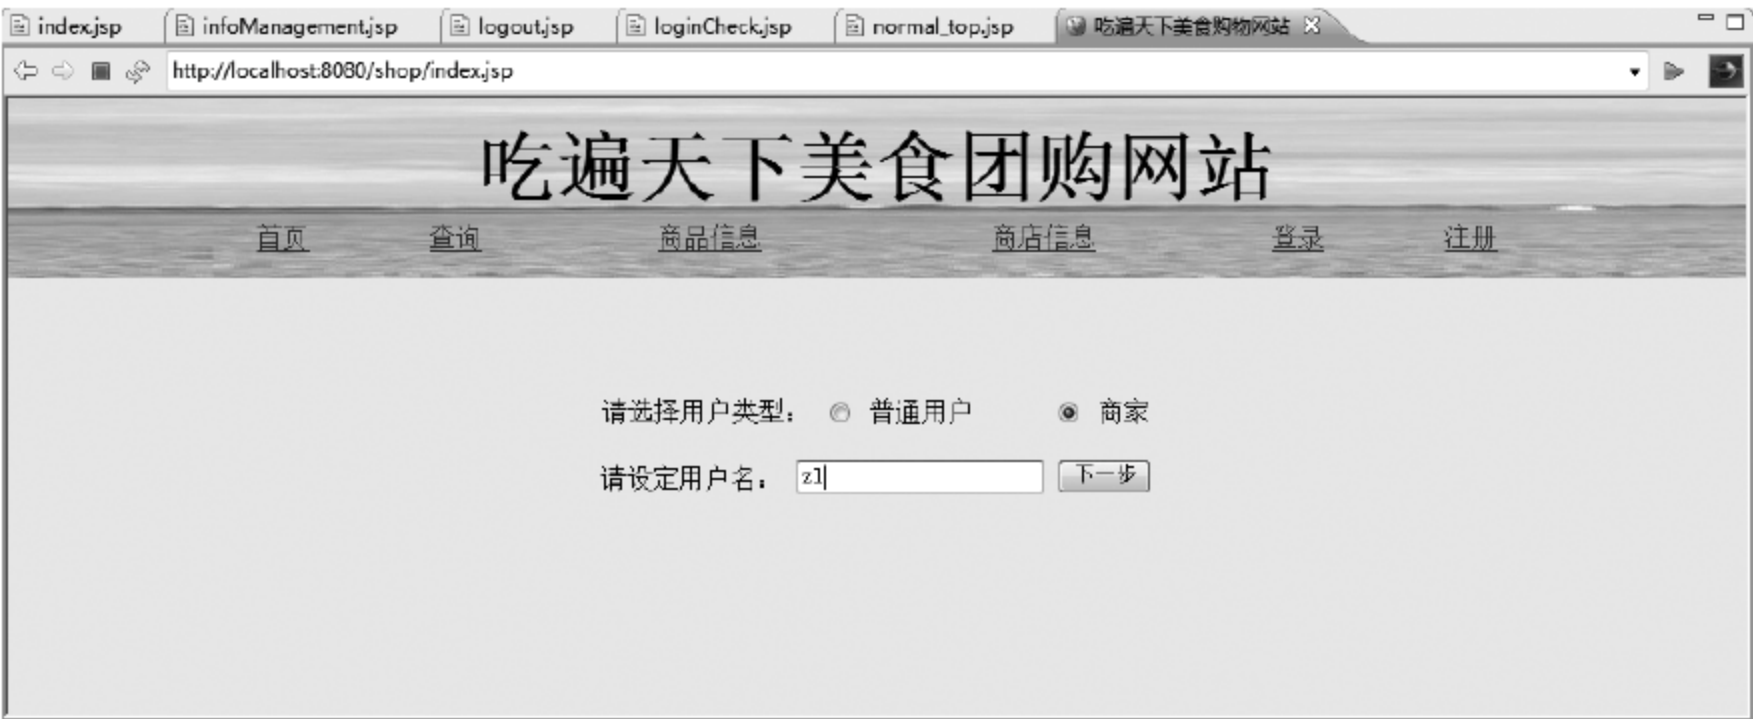 index.jsp infoManagement.jsp logout.jsp loginCheck.jsp normal_top.jsp 吃遍天下美食购物网站
http://localhost:8080/shop/index.jsp
吃遍天下美食团购网站
首页 查询 商品信息 商店信息 登录 注册
请选择用户类型： 普通用户 商家
请设定用户名： zl 下一步